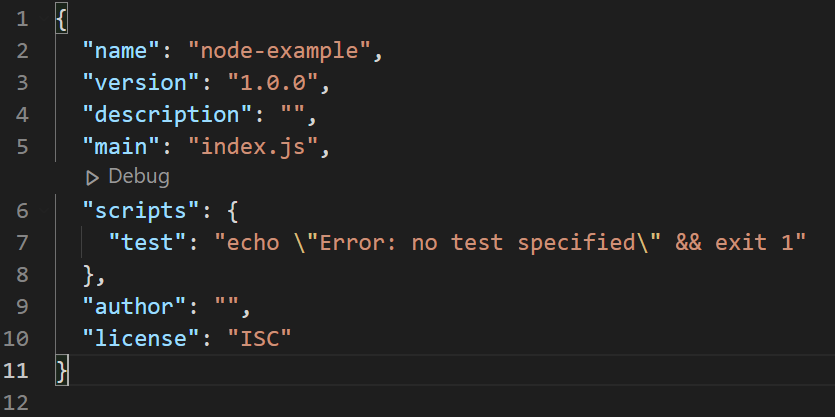 1 {
2   "name": "node-example",
3   "version": "1.0.0",
4   "description": "",
5   "main": "index.js",
Debug
6   "scripts": {
7     "test": "echo \"Error: no test specified\" && exit 1"
8   },
9   "author": "",
10   "license": "ISC"
11 }
12